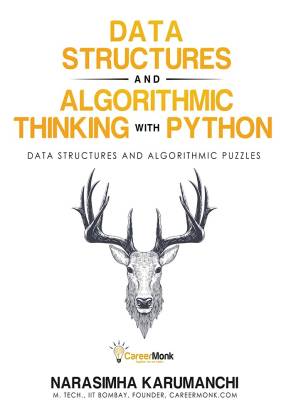 DATA
STRUCTURES
AND
ALGORITHMIC
THINKING WITH PYTHON
DATA STRUCTURES AND ALGORITHMIC PUZZLES
CareerMonk
NARASIMHA KARUMANCHI
M. TECH., IIT BOMBAY, FOUNDER, CAREERMONK.COM